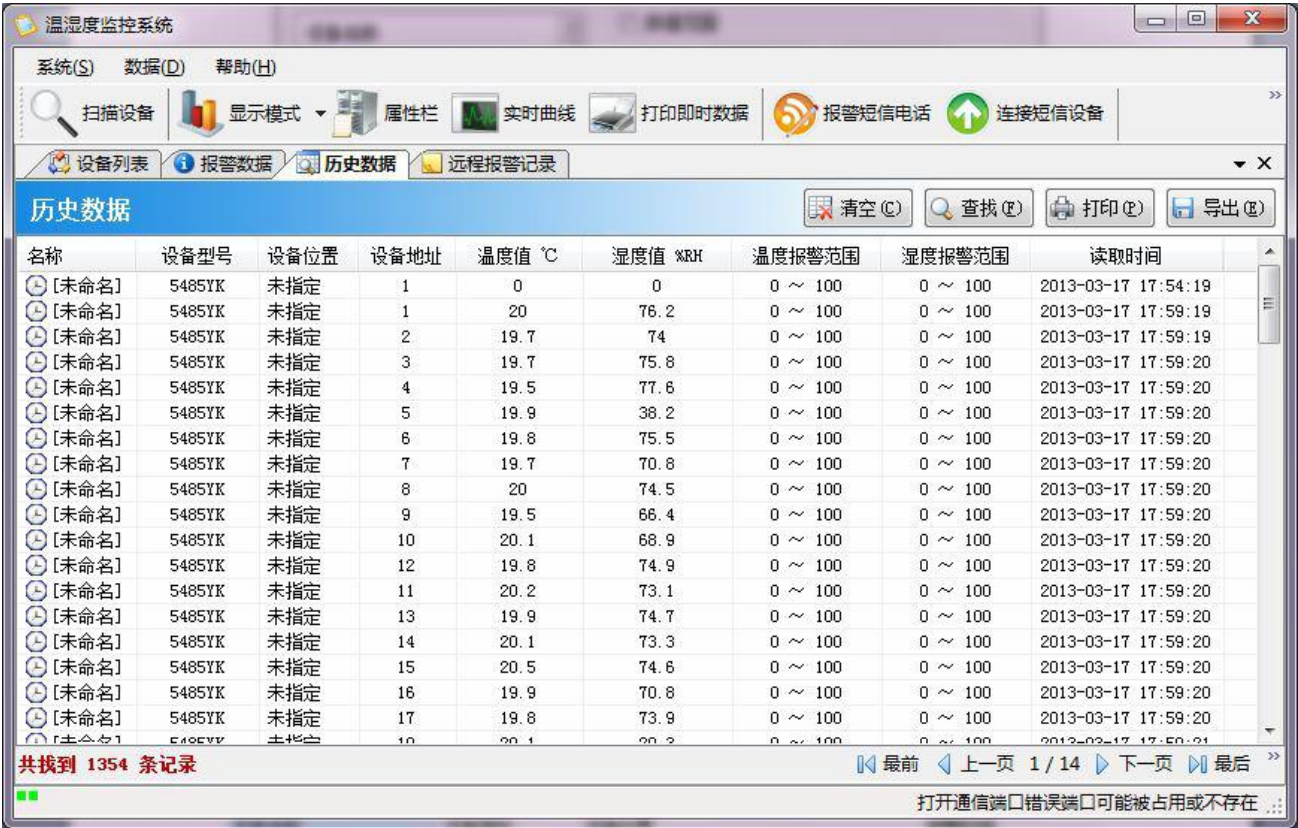 温湿度监控系统
系统(S) 数据(D) 帮助(H)
扫描设备 显示模式 属性栏 实时曲线 打印即时数据 报警短信电话 连接短信设备
设备列表 报警数据 历史数据 远程报警记录
历史数据 清空(C) 查找(F) 打印(P) 导出(E)
名称 设备型号 设备位置 设备地址 温度值 ℃ 湿度值 %RH 温度报警范围 湿度报警范围 读取时间
[未命名] 5485YK 未指定 1 0 0 0 ～ 100 0 ～ 100 2013-03-17 17:54:19
[未命名] 5485YK 未指定 1 20 76.2 0 ～ 100 0 ～ 100 2013-03-17 17:59:19
[未命名] 5485YK 未指定 2 19.7 74 0 ～ 100 0 ～ 100 2013-03-17 17:59:19
[未命名] 5485YK 未指定 3 19.7 75.8 0 ～ 100 0 ～ 100 2013-03-17 17:59:20
[未命名] 5485YK 未指定 4 19.5 77.6 0 ～ 100 0 ～ 100 2013-03-17 17:59:20
[未命名] 5485YK 未指定 5 19.9 38.2 0 ～ 100 0 ～ 100 2013-03-17 17:59:20
[未命名] 5485YK 未指定 6 19.8 75.5 0 ～ 100 0 ～ 100 2013-03-17 17:59:20
[未命名] 5485YK 未指定 7 19.7 70.8 0 ～ 100 0 ～ 100 2013-03-17 17:59:20
[未命名] 5485YK 未指定 8 20 74.5 0 ～ 100 0 ～ 100 2013-03-17 17:59:20
[未命名] 5485YK 未指定 9 19.5 66.4 0 ～ 100 0 ～ 100 2013-03-17 17:59:20
[未命名] 5485YK 未指定 10 20.1 68.9 0 ～ 100 0 ～ 100 2013-03-17 17:59:20
[未命名] 5485YK 未指定 12 19.8 74.9 0 ～ 100 0 ～ 100 2013-03-17 17:59:20
[未命名] 5485YK 未指定 11 20.2 73.1 0 ～ 100 0 ～ 100 2013-03-17 17:59:20
[未命名] 5485YK 未指定 13 19.9 74.7 0 ～ 100 0 ～ 100 2013-03-17 17:59:20
[未命名] 5485YK 未指定 14 20.1 73.3 0 ～ 100 0 ～ 100 2013-03-17 17:59:20
[未命名] 5485YK 未指定 15 20.5 74.6 0 ～ 100 0 ～ 100 2013-03-17 17:59:20
[未命名] 5485YK 未指定 16 19.9 70.8 0 ～ 100 0 ～ 100 2013-03-17 17:59:20
[未命名] 5485YK 未指定 17 19.8 73.9 0 ～ 100 0 ～ 100 2013-03-17 17:59:20
共找到 1354 条记录 最前 上一页 1/14 下一页 最后
打开通信端口错误端口可能被占用或不存在